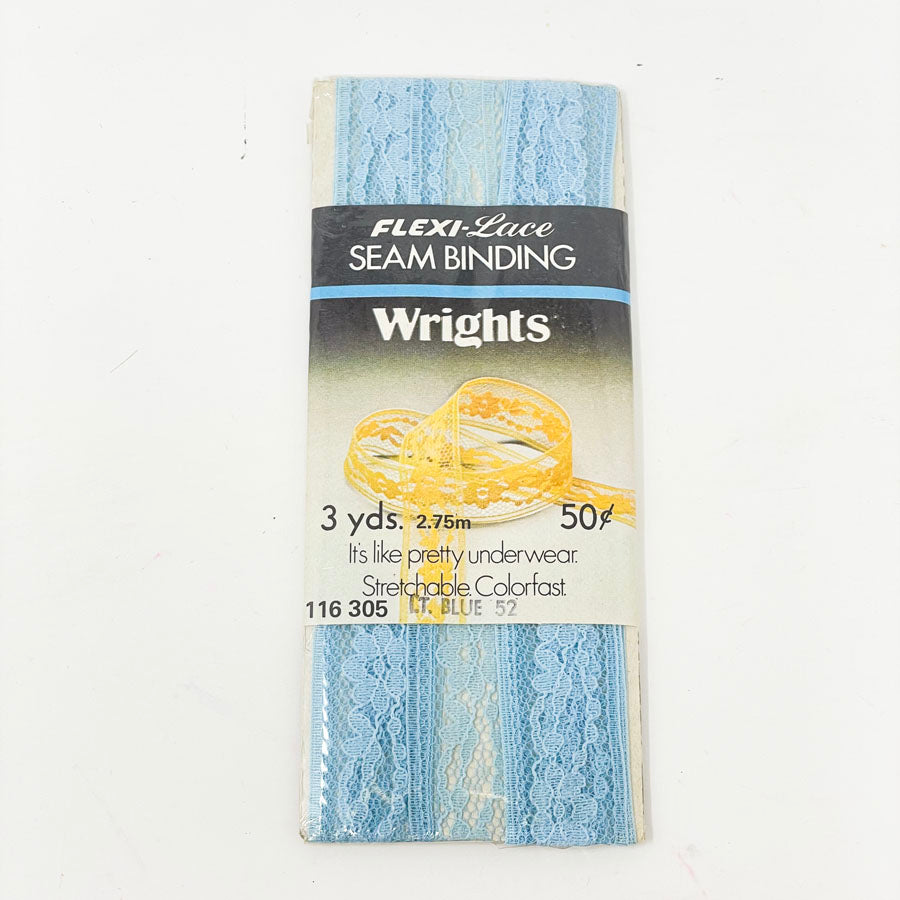 FLEXI-Lace
SEAM BINDING
Wrights
3 yds. 2.75m 50¢
It's like pretty underwear.
Stretchable. Colorfast.
116 305 LT. BLUE 52